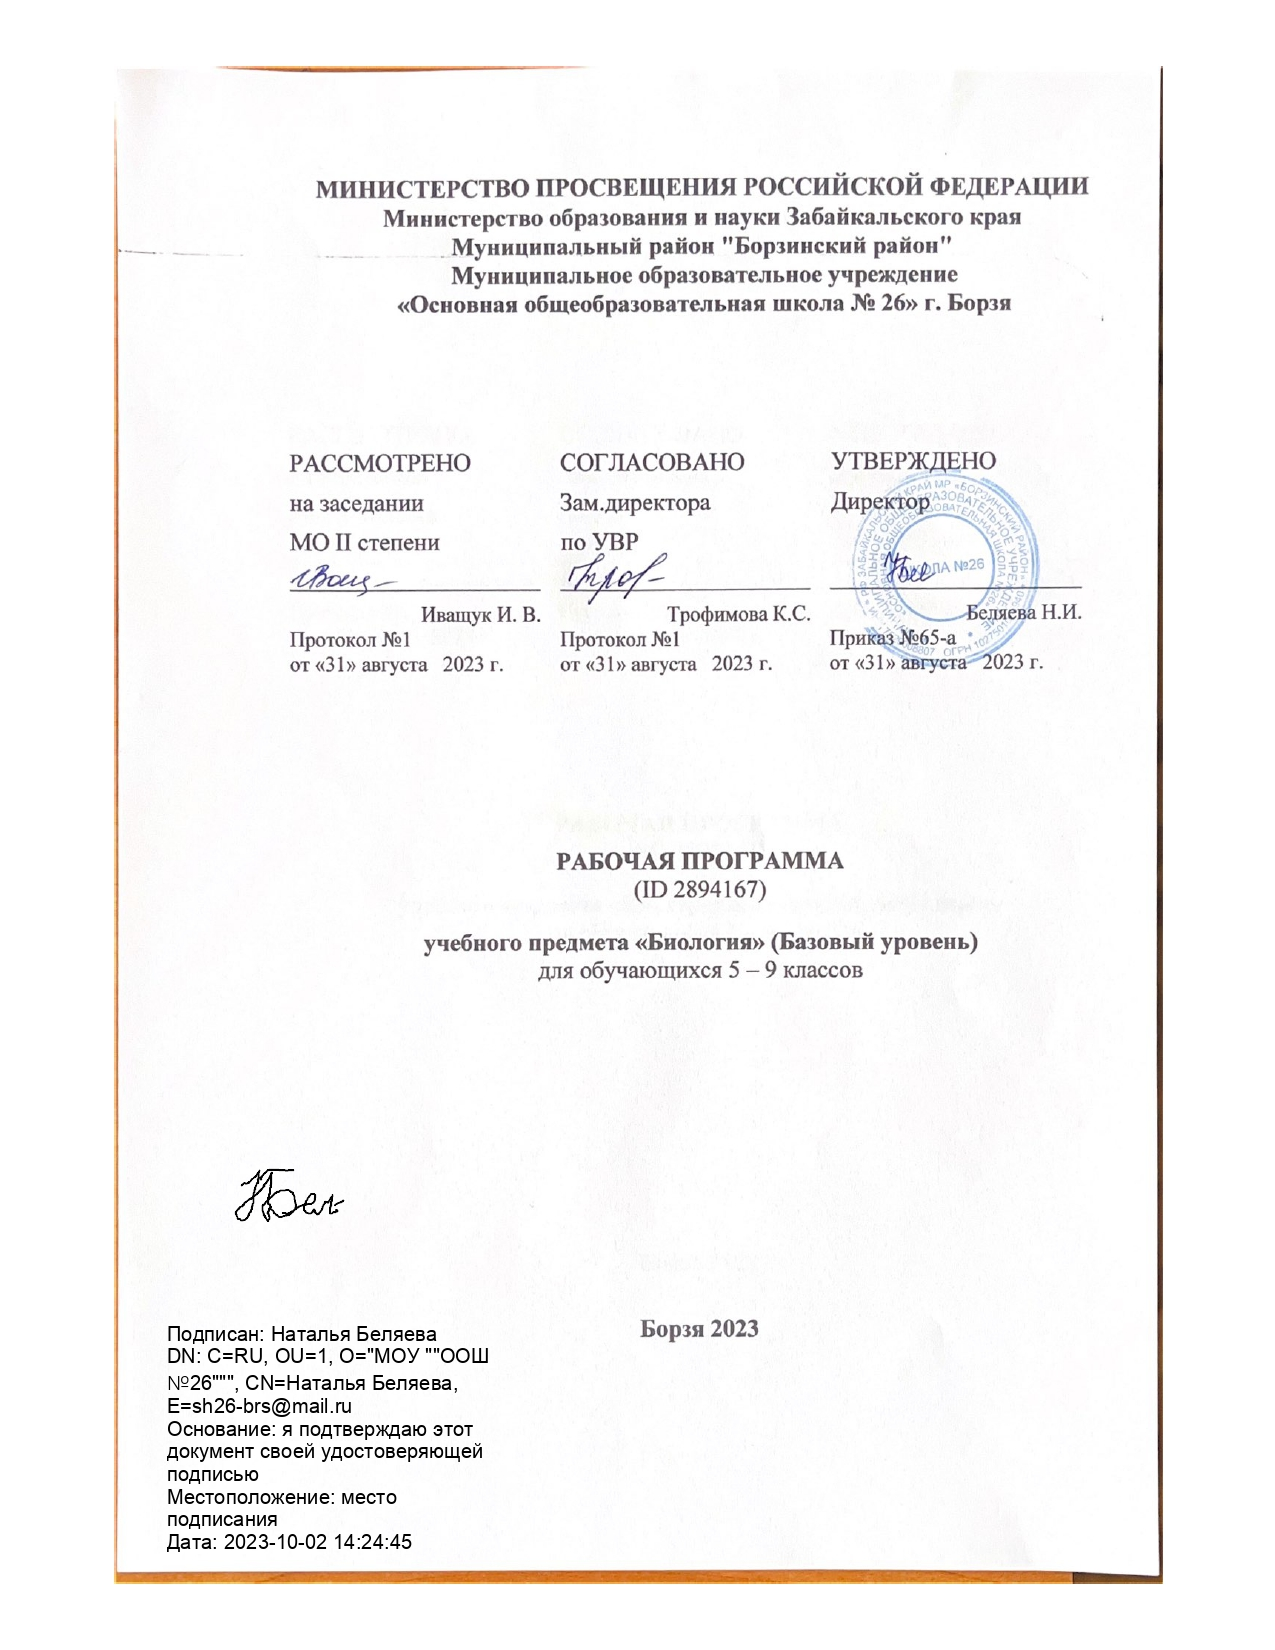 МИНИСТЕРСТВО ПРОСВЕЩЕНИЯ РОССИЙСКОЙ ФЕДЕРАЦИИ
Министерство образования и науки Забайкальского края
Муниципальный район "Борзинский район"
Муниципальное образовательное учреждение
«Основная общеобразовательная школа № 26» г. Борзя
РАССМОТРЕНО
на заседании
МО II степени
Иващук И. В.
Протокол №1
от «31» августа 2023 г.
СОГЛАСОВАНО
Зам.директора
по УВР
Трофимова К.С.
Протокол №1
от «31» августа 2023 г.
УТВЕРЖДЕНО
Директор
ШКОЛА №26
Беляева Н.И.
Приказ №65-а
от «31» августа 2023 г.
РАБОЧАЯ ПРОГРАММА
(ID 2894167)
учебного предмета «Биология» (Базовый уровень)
для обучающихся 5 – 9 классов
Борзя 2023
Подписан: Наталья Беляева
DN: C=RU, OU=1, O="МОУ ""ООШ
№26""", CN=Наталья Беляева,
E=sh26-brs@mail.ru
Основание: я подтверждаю этот
документ своей удостоверяющей
подписью
Местоположение: место
подписания
Дата: 2023-10-02 14:24:45